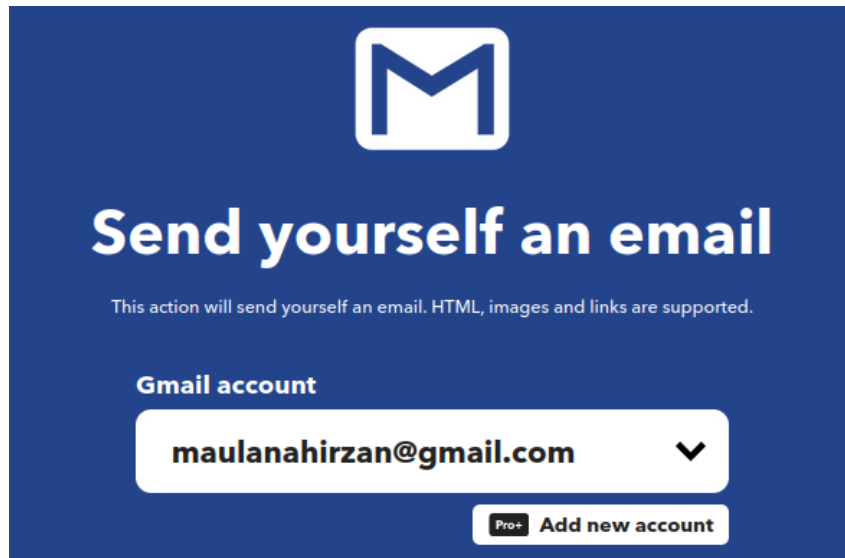 Send yourself an email
This action will send yourself an email. HTML, images and links are supported.
Gmail account
maulanahirzan@gmail.com
Pro+ Add new account